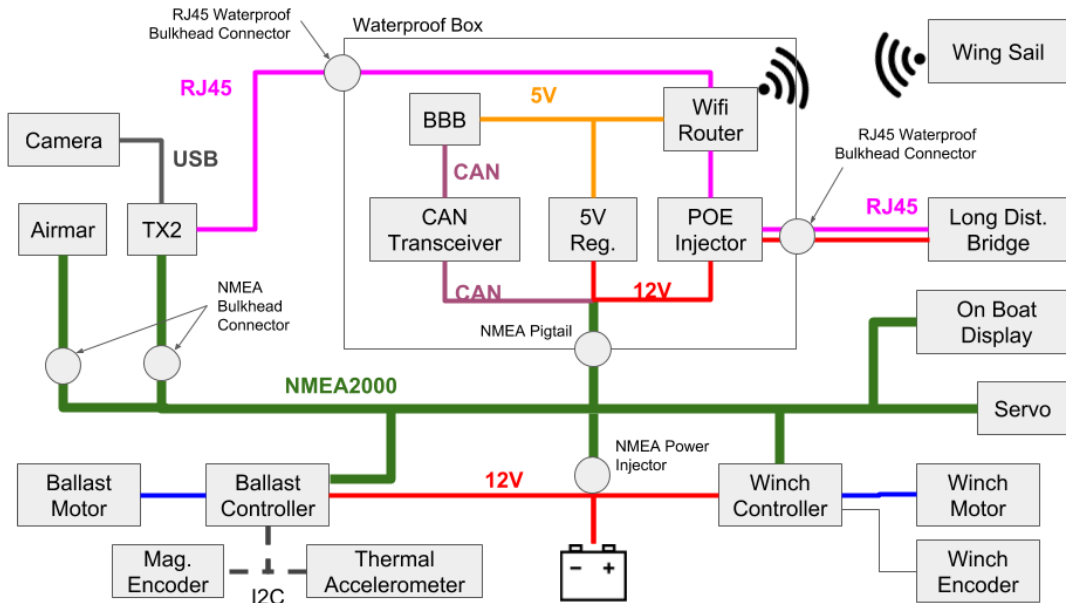 RJ45 Waterproof
Bulkhead Connector
Waterproof Box
Wing Sail
RJ45
5V
Wifi
Router
BBB
Camera
USB
RJ45 Waterproof
Bulkhead Connector
CAN
Airmar
TX2
CAN
Transceiver
5V
Reg.
POE
Injector
RJ45
Long Dist.
Bridge
NMEA
Bulkhead
Connector
CAN
12V
NMEA Pigtail
On Boat
Display
NMEA2000
Servo
NMEA Power
Injector
Ballast
Motor
Ballast
Controller
12V
Winch
Controller
Winch
Motor
Mag.
Encoder
Thermal
Accelerometer
I2C
− +
Winch
Encoder